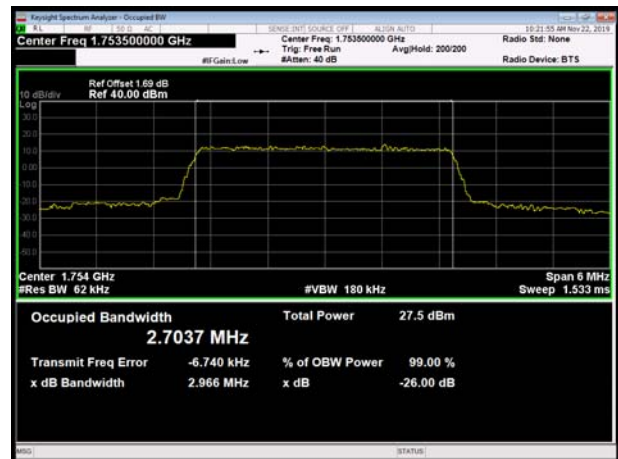 Keysight Spectrum Analyzer - Occupied BW
RL RF 50 Ω AC SENSE:INT SOURCE OFF ALIGN AUTO 10:21:55 AM Nov 22, 2019
Center Freq 1.753500000 GHz Center Freq: 1.753500000 GHz Radio Std: None
Trig: Free Run Avg|Hold: 200/200
#IFGain:Low #Atten: 40 dB Radio Device: BTS
Ref Offset 1.69 dB
10 dB/div Ref 40.00 dBm
Log
30.0
20.0
10.0
0.00
-10.0
-20.0
-30.0
-40.0
-50.0
Center 1.754 GHz Span 6 MHz
#Res BW 62 kHz #VBW 180 kHz Sweep 1.533 ms
Occupied Bandwidth Total Power 27.5 dBm
2.7037 MHz
Transmit Freq Error -6.740 kHz % of OBW Power 99.00 %
x dB Bandwidth 2.966 MHz x dB -26.00 dB
MSG STATUS